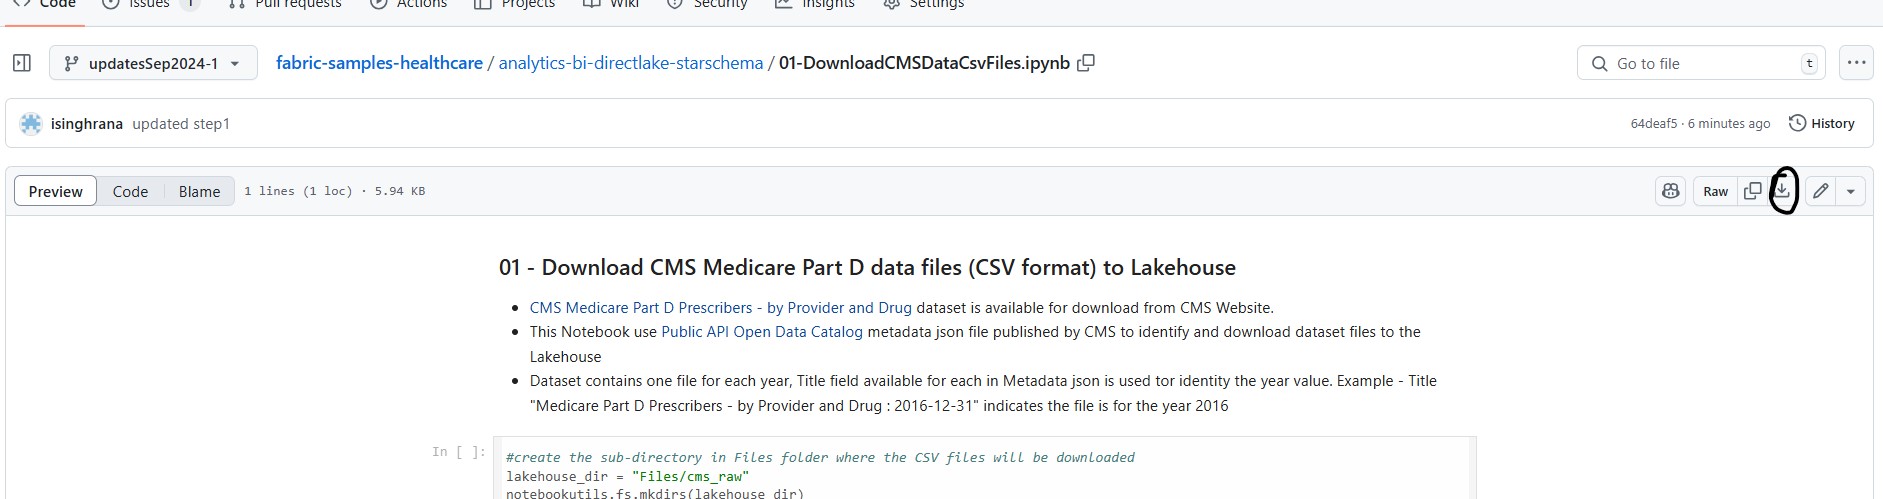 Code Issues 1 Pull requests Actions Projects Wiki Security Insights Settings
updatesSep2024-1 fabric-samples-healthcare / analytics-bi-directlake-starschema / 01-DownloadCMSDataCsvFiles.ipynb Go to file t
isinghrana updated step1 64deaf5 · 6 minutes ago History
Preview Code Blame 1 lines (1 loc) · 5.94 KB Raw
01 - Download CMS Medicare Part D data files (CSV format) to Lakehouse
• CMS Medicare Part D Prescribers - by Provider and Drug dataset is available for download from CMS Website.
• This Notebook use Public API Open Data Catalog metadata json file published by CMS to identify and download dataset files to the
Lakehouse
• Dataset contains one file for each year, Title field available for each in Metadata json is used tor identity the year value. Example - Title
"Medicare Part D Prescribers - by Provider and Drug : 2016-12-31" indicates the file is for the year 2016
In [ ]: #create the sub-directory in Files folder where the CSV files will be downloaded
lakehouse_dir = "Files/cms_raw"
notebookutils.fs.mkdirs(lakehouse_dir)